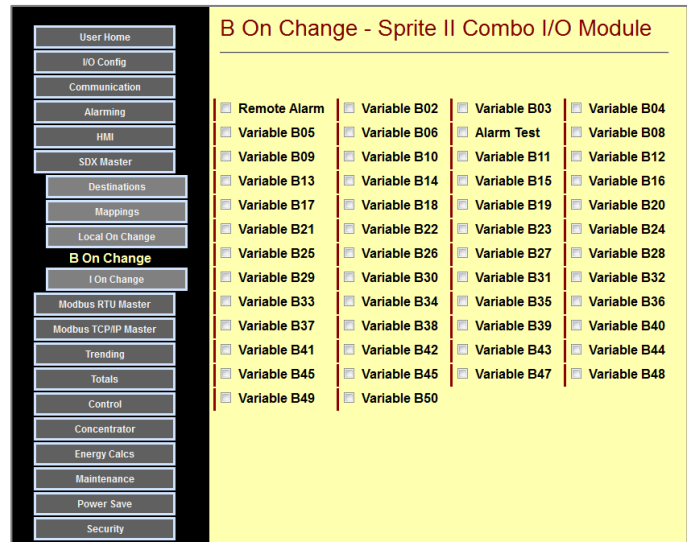 User Home
I/O Config
Communication
Alarming
HMI
SDX Master
Destinations
Mappings
Local On Change
B On Change
I On Change
Modbus RTU Master
Modbus TCP/IP Master
Trending
Totals
Control
Concentrator
Energy Calcs
Maintenance
Power Save
Security
B On Change - Sprite II Combo I/O Module
Remote Alarm Variable B02 Variable B03 Variable B04
Variable B05 Variable B06 Alarm Test Variable B08
Variable B09 Variable B10 Variable B11 Variable B12
Variable B13 Variable B14 Variable B15 Variable B16
Variable B17 Variable B18 Variable B19 Variable B20
Variable B21 Variable B22 Variable B23 Variable B24
Variable B25 Variable B26 Variable B27 Variable B28
Variable B29 Variable B30 Variable B31 Variable B32
Variable B33 Variable B34 Variable B35 Variable B36
Variable B37 Variable B38 Variable B39 Variable B40
Variable B41 Variable B42 Variable B43 Variable B44
Variable B45 Variable B45 Variable B47 Variable B48
Variable B49 Variable B50